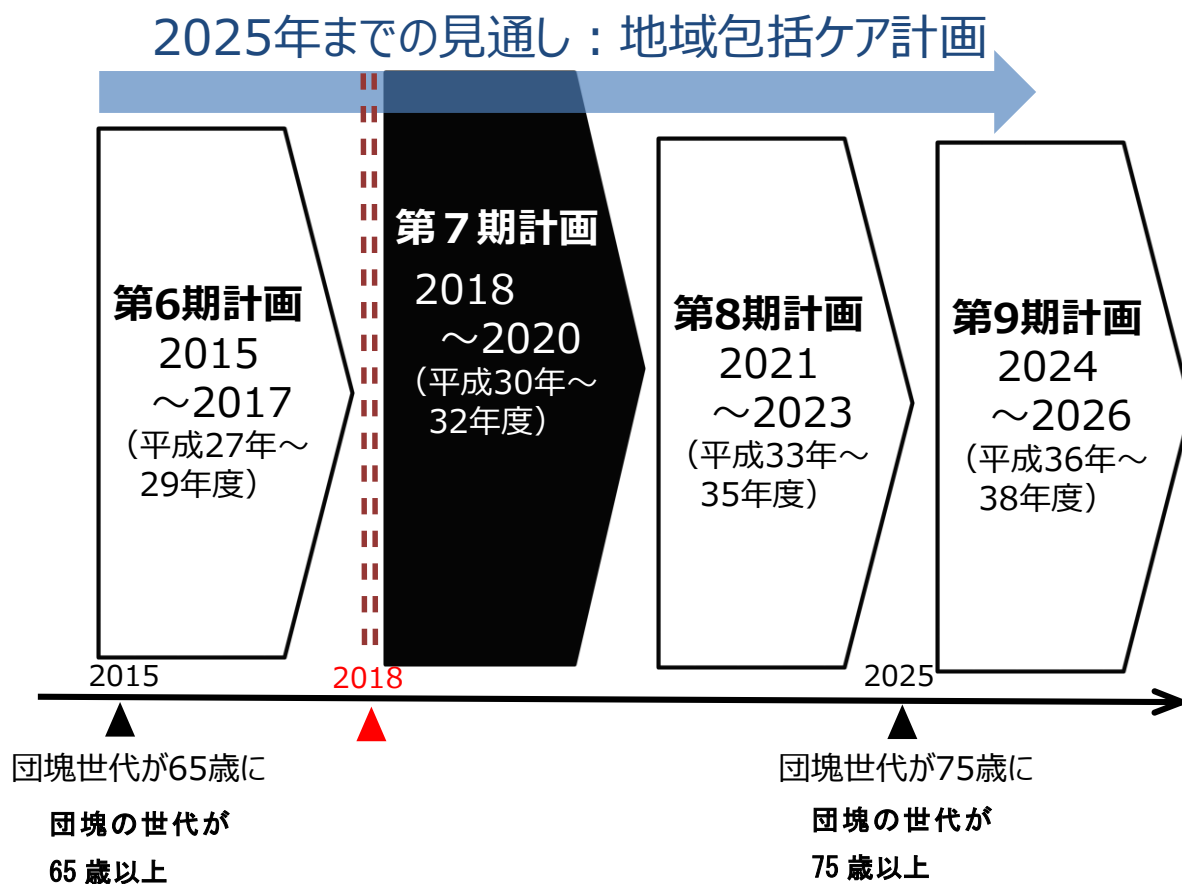 2025年までの見通し：地域包括ケア計画
第6期計画
2015
～2017
（平成27年～
29年度）
第７期計画
2018
～2020
（平成30年～
32年度）
第8期計画
2021
～2023
（平成33年～
35年度）
第9期計画
2024
～2026
（平成36年～
38年度）
2015
2018
2025
団塊世代が65歳に
団塊の世代が
65歳以上
団塊世代が75歳に
団塊の世代が
75歳以上